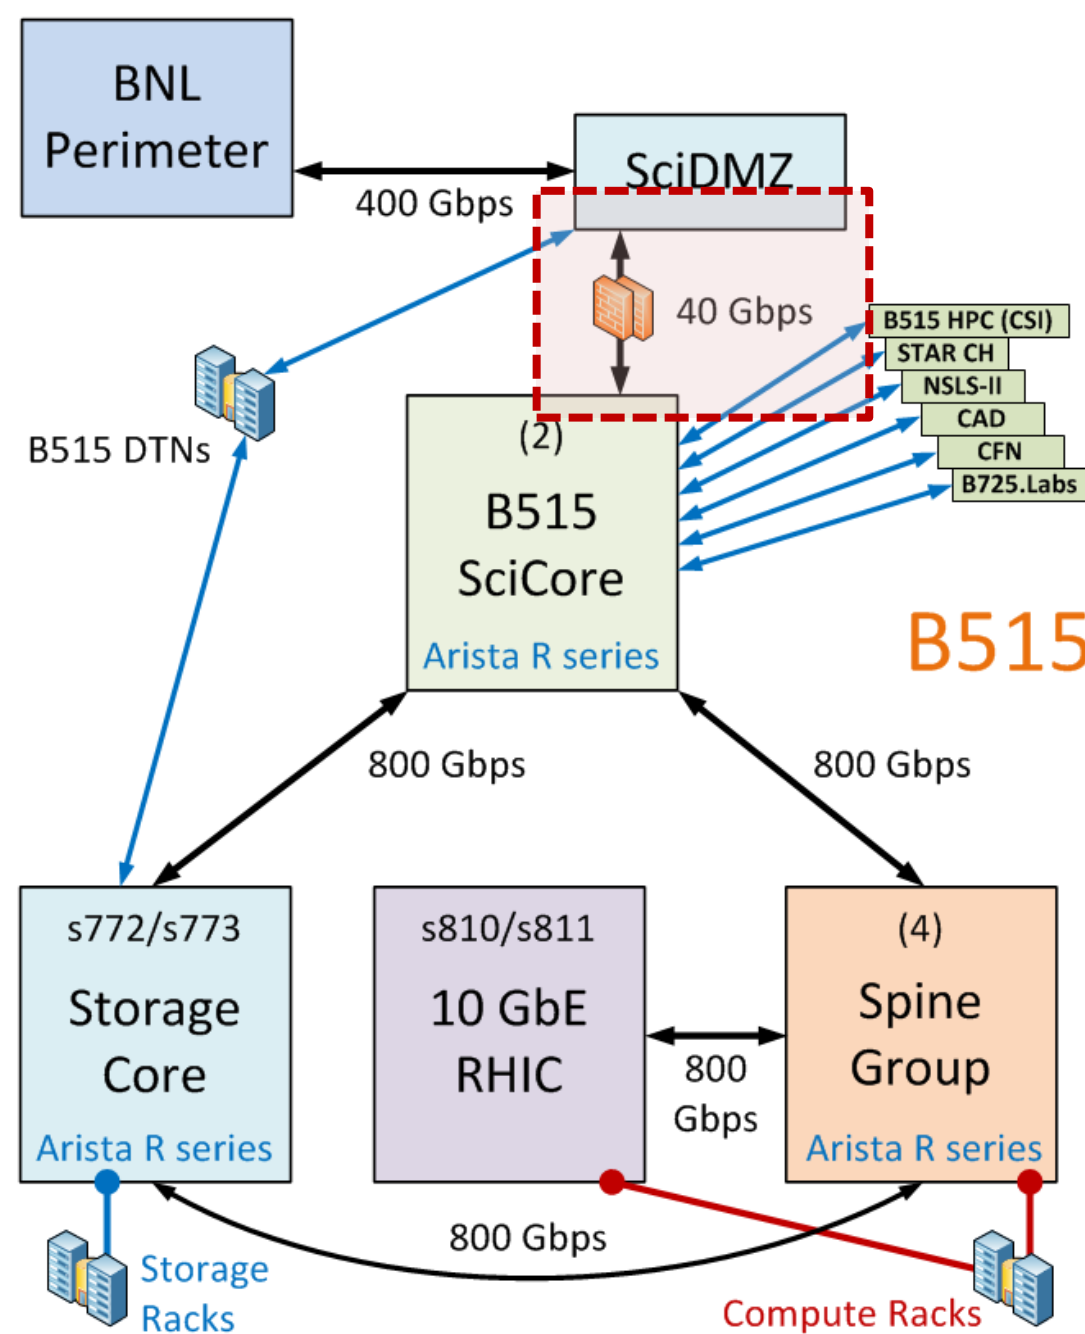 BNL
Perimeter
SciDMZ
400 Gbps
40 Gbps
B515 HPC (CSI)
STAR CH
NSLS-II
CAD
CFN
B725.Labs
B515 DTNs
(2)
B515
SciCore
Arista R series
B515
800 Gbps
800 Gbps
s772/s773
Storage
Core
Arista R series
s810/s811
10 GbE
RHIC
800
Gbps
(4)
Spine
Group
Arista R series
800 Gbps
Storage
Racks
Compute Racks